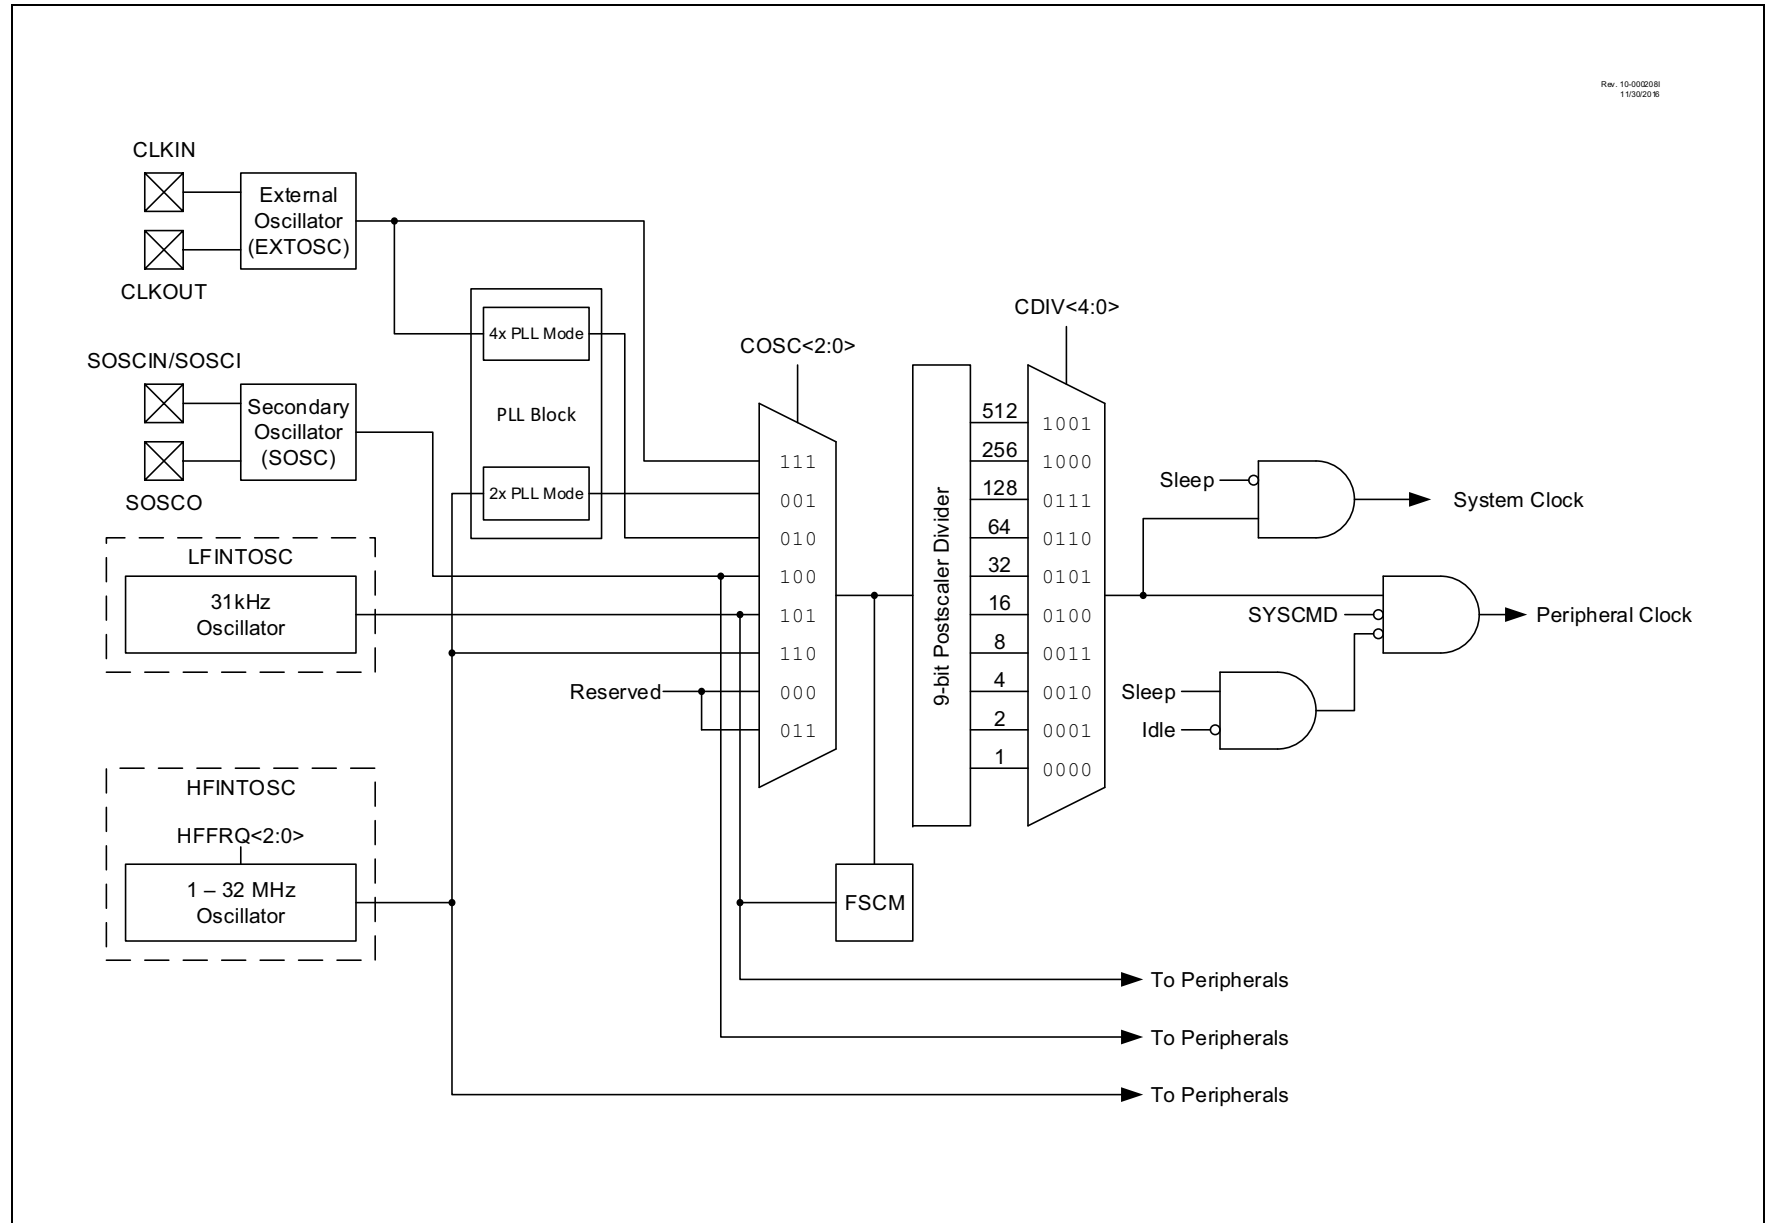 Rev. 10-000208I
11/30/2016
CLKIN
External
Oscillator
(EXTOSC)
CLKOUT
4x PLL Mode
PLL Block
2x PLL Mode
SOSCIN/SOSCI
Secondary
Oscillator
(SOSC)
SOSCO
LFINTOSC
31kHz
Oscillator
HFINTOSC
HFFRQ<2:0>
1 – 32 MHz
Oscillator
Reserved
COSC<2:0>
111
001
010
100
101
110
000
011
FSCM
9-bit Postscaler Divider
CDIV<4:0>
512 1001
256 1000
128 0111
64 0110
32 0101
16 0100
8 0011
4 0010
2 0001
1 0000
Sleep
System Clock
SYSCMD
Peripheral Clock
Sleep
Idle
To Peripherals
To Peripherals
To Peripherals